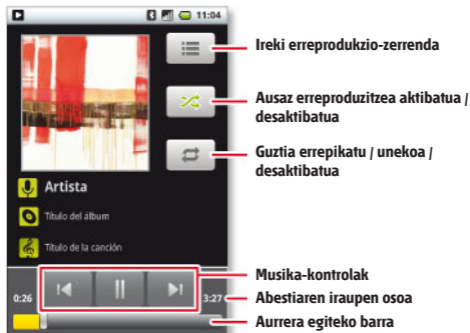 11:04
Ireki erreprodukzio-zerrenda
Ausaz erreproduzitzea aktibatua /
desaktibatua
Guztia errepikatu / unekoa /
desaktibatua
Artista
Título del álbum
Título de la canción
Musika-kontrolak
0:26
3:27
Abestiaren iraupen osoa
Aurrera egiteko barra